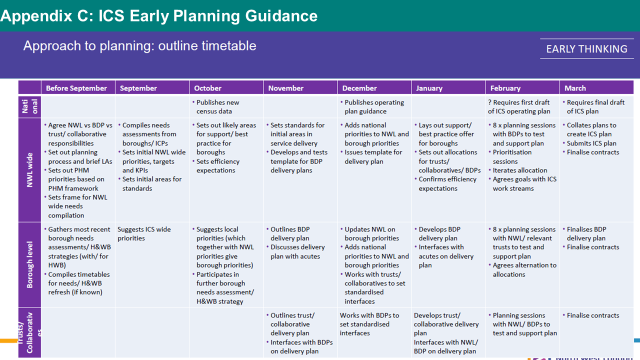 Appendix C: ICS Early Planning Guidance
Approach to planning: outline timetable
EARLY THINKING
Before September
September
October
November
December
January
February
March
Nati
onal
• Publishes new
census data
• Publishes operating
plan guidance
? Requires first draft
of ICS operating plan
• Requires final draft
of ICS plan
NWL wide
• Agree NWL vs BDP vs
trust/ collaborative
responsibilities
• Set out planning
process and brief LAs
• Sets out PHM
priorities based on
PHM framework
• Sets frame for NWL
wide needs
compilation
• Compiles needs
assessments from
boroughs/ ICPs
• Sets initial NWL wide
priorities, targets
and KPIs
• Sets initial areas for
standards
• Sets out likely areas
for support/ best
practice for
boroughs
• Sets efficiency
expectations
• Sets standards for
initial areas in
service delivery
• Develops and tests
template for BDP
delivery plans
• Adds national
priorities to NWL and
borough priorities
• Issues template for
delivery plan
• Lays out support/
best practice offer
for boroughs
• Sets out allocations
for trusts/
collaboratives/ BDPs
• Confirms efficiency
expectations
• 8 x planning sessions
with BDPs to test and
support plan
• Prioritisation
sessions
• Iterates allocation
• Agrees goals with ICS
work streams
• Collates plans to
create ICS plan
• Submits ICS plan
• Finalise contracts
Borough level
• Gathers most recent
borough needs
assessments/ H&WB
strategies (with/ for
HWB)
• Compiles timetables
for needs/ H&WB
refresh (if known)
Suggests ICS wide
priorities
• Suggests local
priorities (which
together with NWL
priorities give
borough priorities)
• Participates in
further borough
needs assessment/
H&WB strategy
• Outlines BDP
delivery plan
• Discusses delivery
plan with acutes
• Updates NWL on
borough priorities
• Adds national
priorities to NWL and
borough priorities
• Works with trusts/
collaboratives to set
standardised
interfaces
• Develops BDP
delivery plan
• Interfaces with
acutes on delivery
plan
• 8 x planning sessions
with NWL/ relevant
trusts to test and
support plan
• Agrees alternation to
allocations
• Finalises BDP
delivery plan
• Finalise contracts
Trusts/
Collaborativ
es
• Outlines trust/
collaborative
delivery plan
• Interfaces with BDPs
on delivery plan
Works with BDPs to set
standardised
interfaces
Develops trust/
collaborative delivery
plan
Interfaces with NWL/
BDP on delivery plan
• Planning sessions
with NWL/ BDPs to
test and support plan
• Finalise contracts
North West London